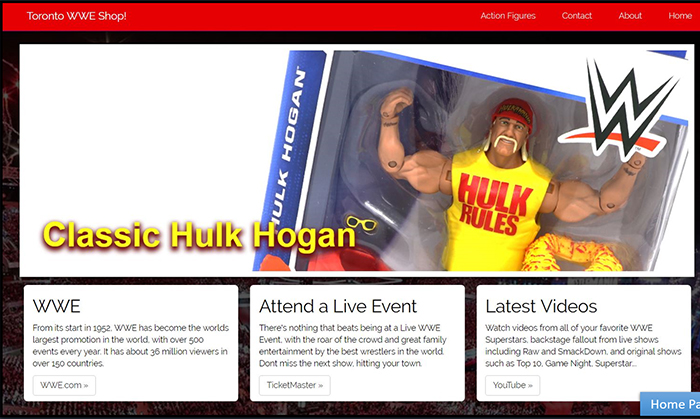 Toronto WWE Shop!
Action Figures Contact About Home
HULK HOGAN
W
HULK
RULES
Classic Hulk Hogan
WWE
From its start in 1952, WWE has become the worlds
largest promotion in the world, with over 500
events every year. It has about 36 million viewers in
over 150 countries.
WWE.com »
Attend a Live Event
There's nothing that beats being at a Live WWE
Event, with the roar of the crowd and great family
entertainment by the best wrestlers in the world.
Dont miss the next show, hitting your town.
TicketMaster »
Latest Videos
Watch videos from all of your favorite WWE
Superstars, backstage fallout from live shows
including Raw and SmackDown, and original shows
such as Top 10, Game Night, Superstar...
YouTube »
Home Pa